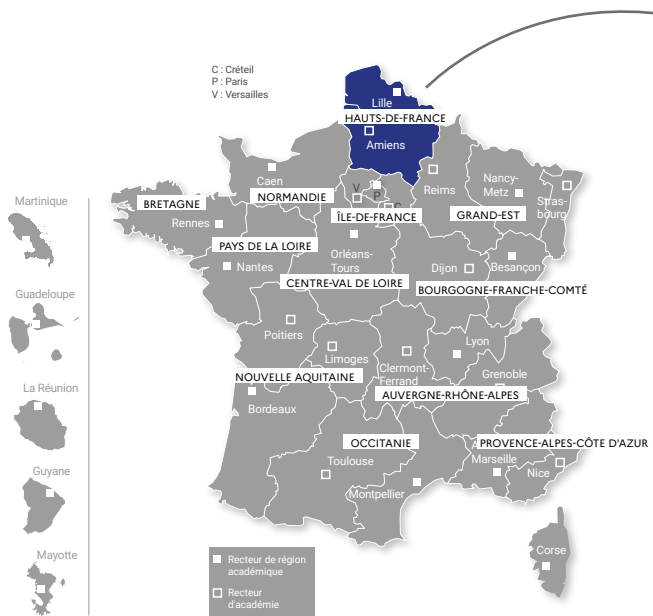 C : Créteil
P : Paris
V : Versailles
Lille
HAUTS-DE-FRANCE
Amiens
Caen
NORMANDIE
V
P
C
ÎLE-DE-FRANCE
Reims
Nancy-
Metz
Stras-
bourg
GRAND-EST
BRETAGNE
Rennes
PAYS DE LA LOIRE
Nantes
Orléans-
Tours
CENTRE-VAL DE LOIRE
Dijon
Besançon
BOURGOGNE-FRANCHE-COMTÉ
Poitiers
Limoges
Clermont-
Ferrand
Lyon
Grenoble
NOUVELLE AQUITAINE
AUVERGNE-RHÔNE-ALPES
Bordeaux
OCCITANIE
PROVENCE-ALPES-CÔTE D'AZUR
Toulouse
Montpellier
Marseille
Nice
Corse
Martinique
Guadeloupe
La Réunion
Guyane
Mayotte
Recteur de région
académique
Recteur
d'académie